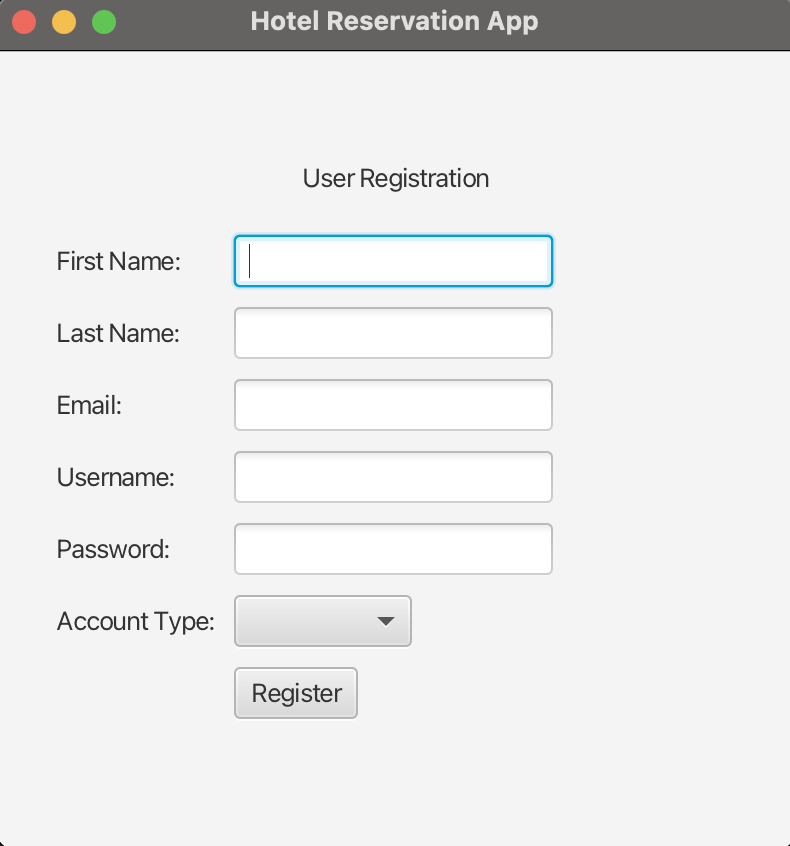 Hotel Reservation App
User Registration
First Name:
Last Name:
Email:
Username:
Password:
Account Type:
Register